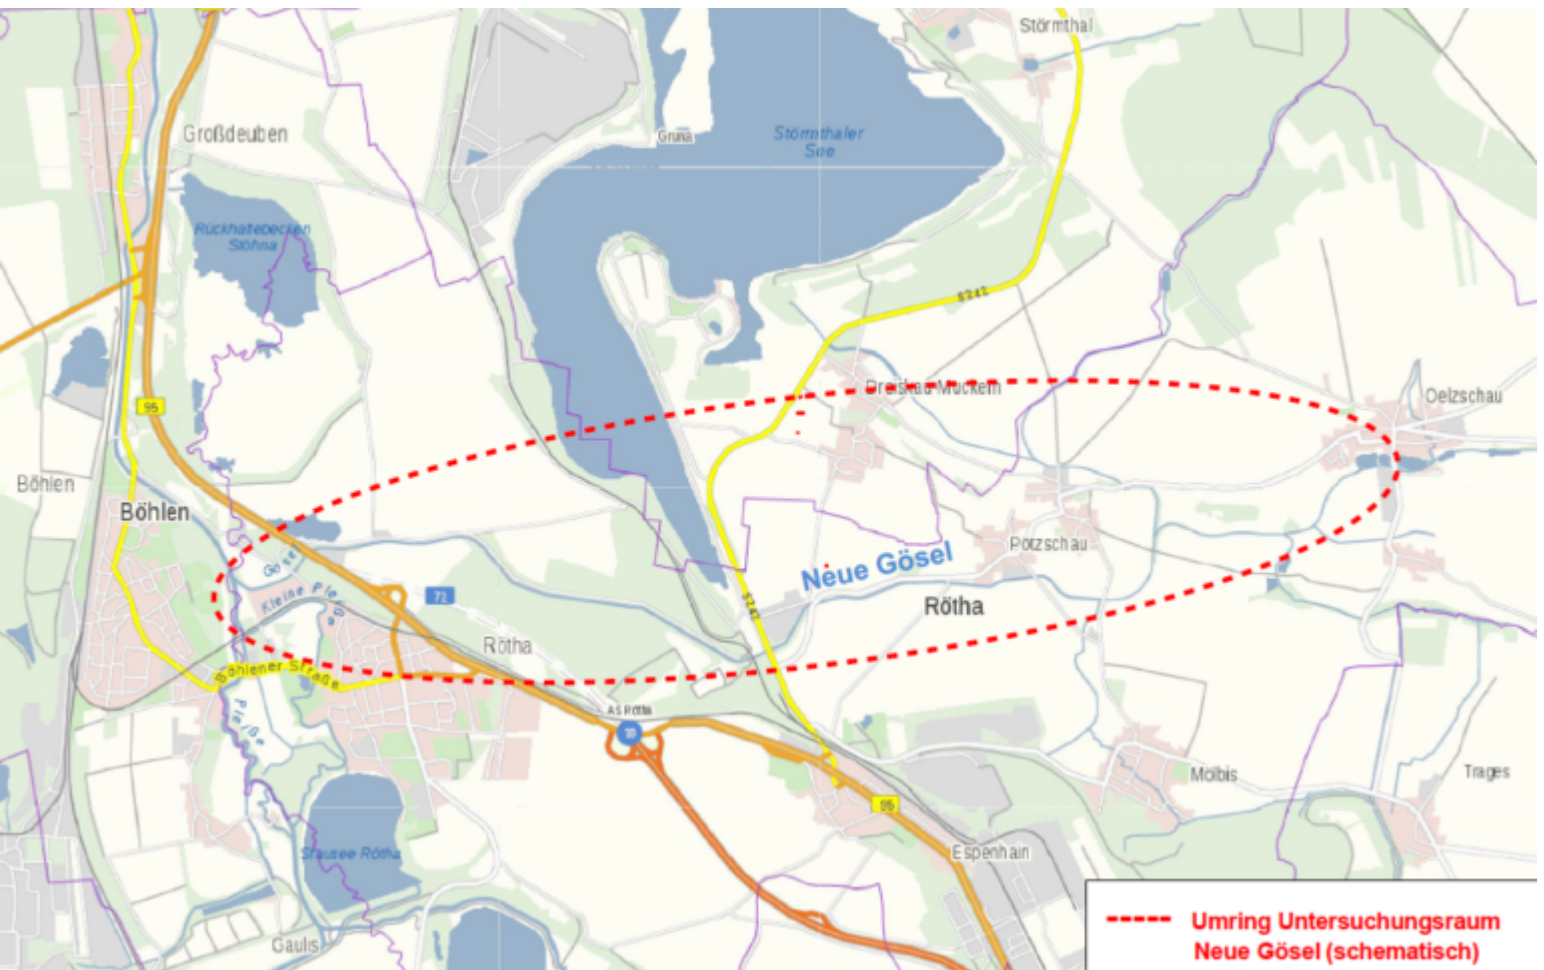 Störmthal
Großdeuben
Gruna
Störmthaler
See
Rückhaltebecken
Stöhna
S242
95
Dreiskau-Muckern
Oelzschau
Böhlen
Böhlen
Pötzschau
Neue Gösel
Gösel
Kleine Pleiße
72
S242
Rötha
Rötha
Böhlener Straße
Pleiße
AS Rötha
Mölbis
Trages
95
Stausee Rötha
Espenhain
Gaulis
Umring Untersuchungsraum
Neue Gösel (schematisch)